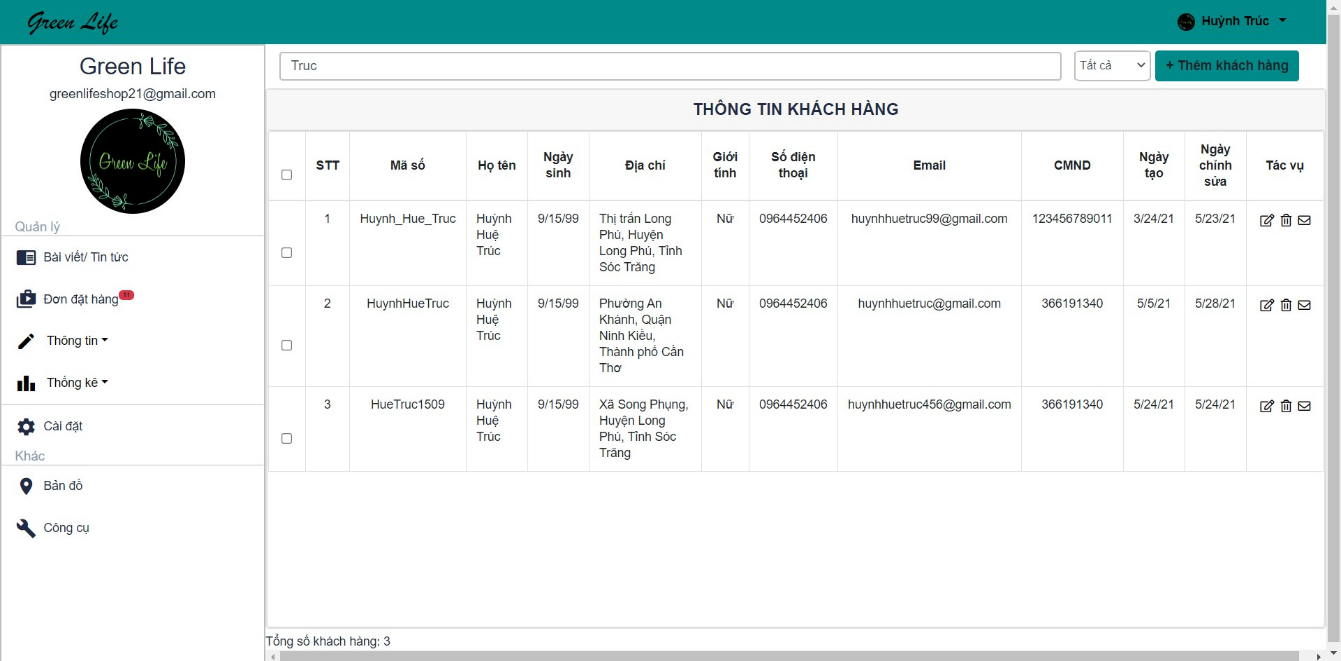 Green Life
Huỳnh Trúc
Green Life
greenlifeshop21@gmail.com
Green Life
Quản lý
Bài viết/ Tin tức
Đơn đặt hàng
Thông tin
Thống kê
Cài đặt
Khác
Bản đồ
Công cụ
Truc
Tất cả
+ Thêm khách hàng
THÔNG TIN KHÁCH HÀNG
STT Mã số Họ tên Ngày sinh Địa chỉ Giới tính Số điện thoại Email CMND Ngày tạo Ngày chỉnh sửa Tác vụ
1 Huynh_Hue_Truc Huỳnh Huệ Trúc 9/15/99 Thị trấn Long Phú, Huyện Long Phú, Tỉnh Sóc Trăng Nữ 0964452406 huynhhuetruc99@gmail.com 123456789011 3/24/21 5/23/21
2 HuynhHueTruc Huỳnh Huệ Trúc 9/15/99 Phường An Khánh, Quận Ninh Kiều, Thành phố Cần Thơ Nữ 0964452406 huynhhuetruc@gmail.com 366191340 5/5/21 5/28/21
3 HueTruc1509 Huỳnh Huệ Trúc 9/15/99 Xã Song Phụng, Huyện Long Phú, Tỉnh Sóc Trăng Nữ 0964452406 huynhhuetruc456@gmail.com 366191340 5/24/21 5/24/21
Tổng số khách hàng: 3